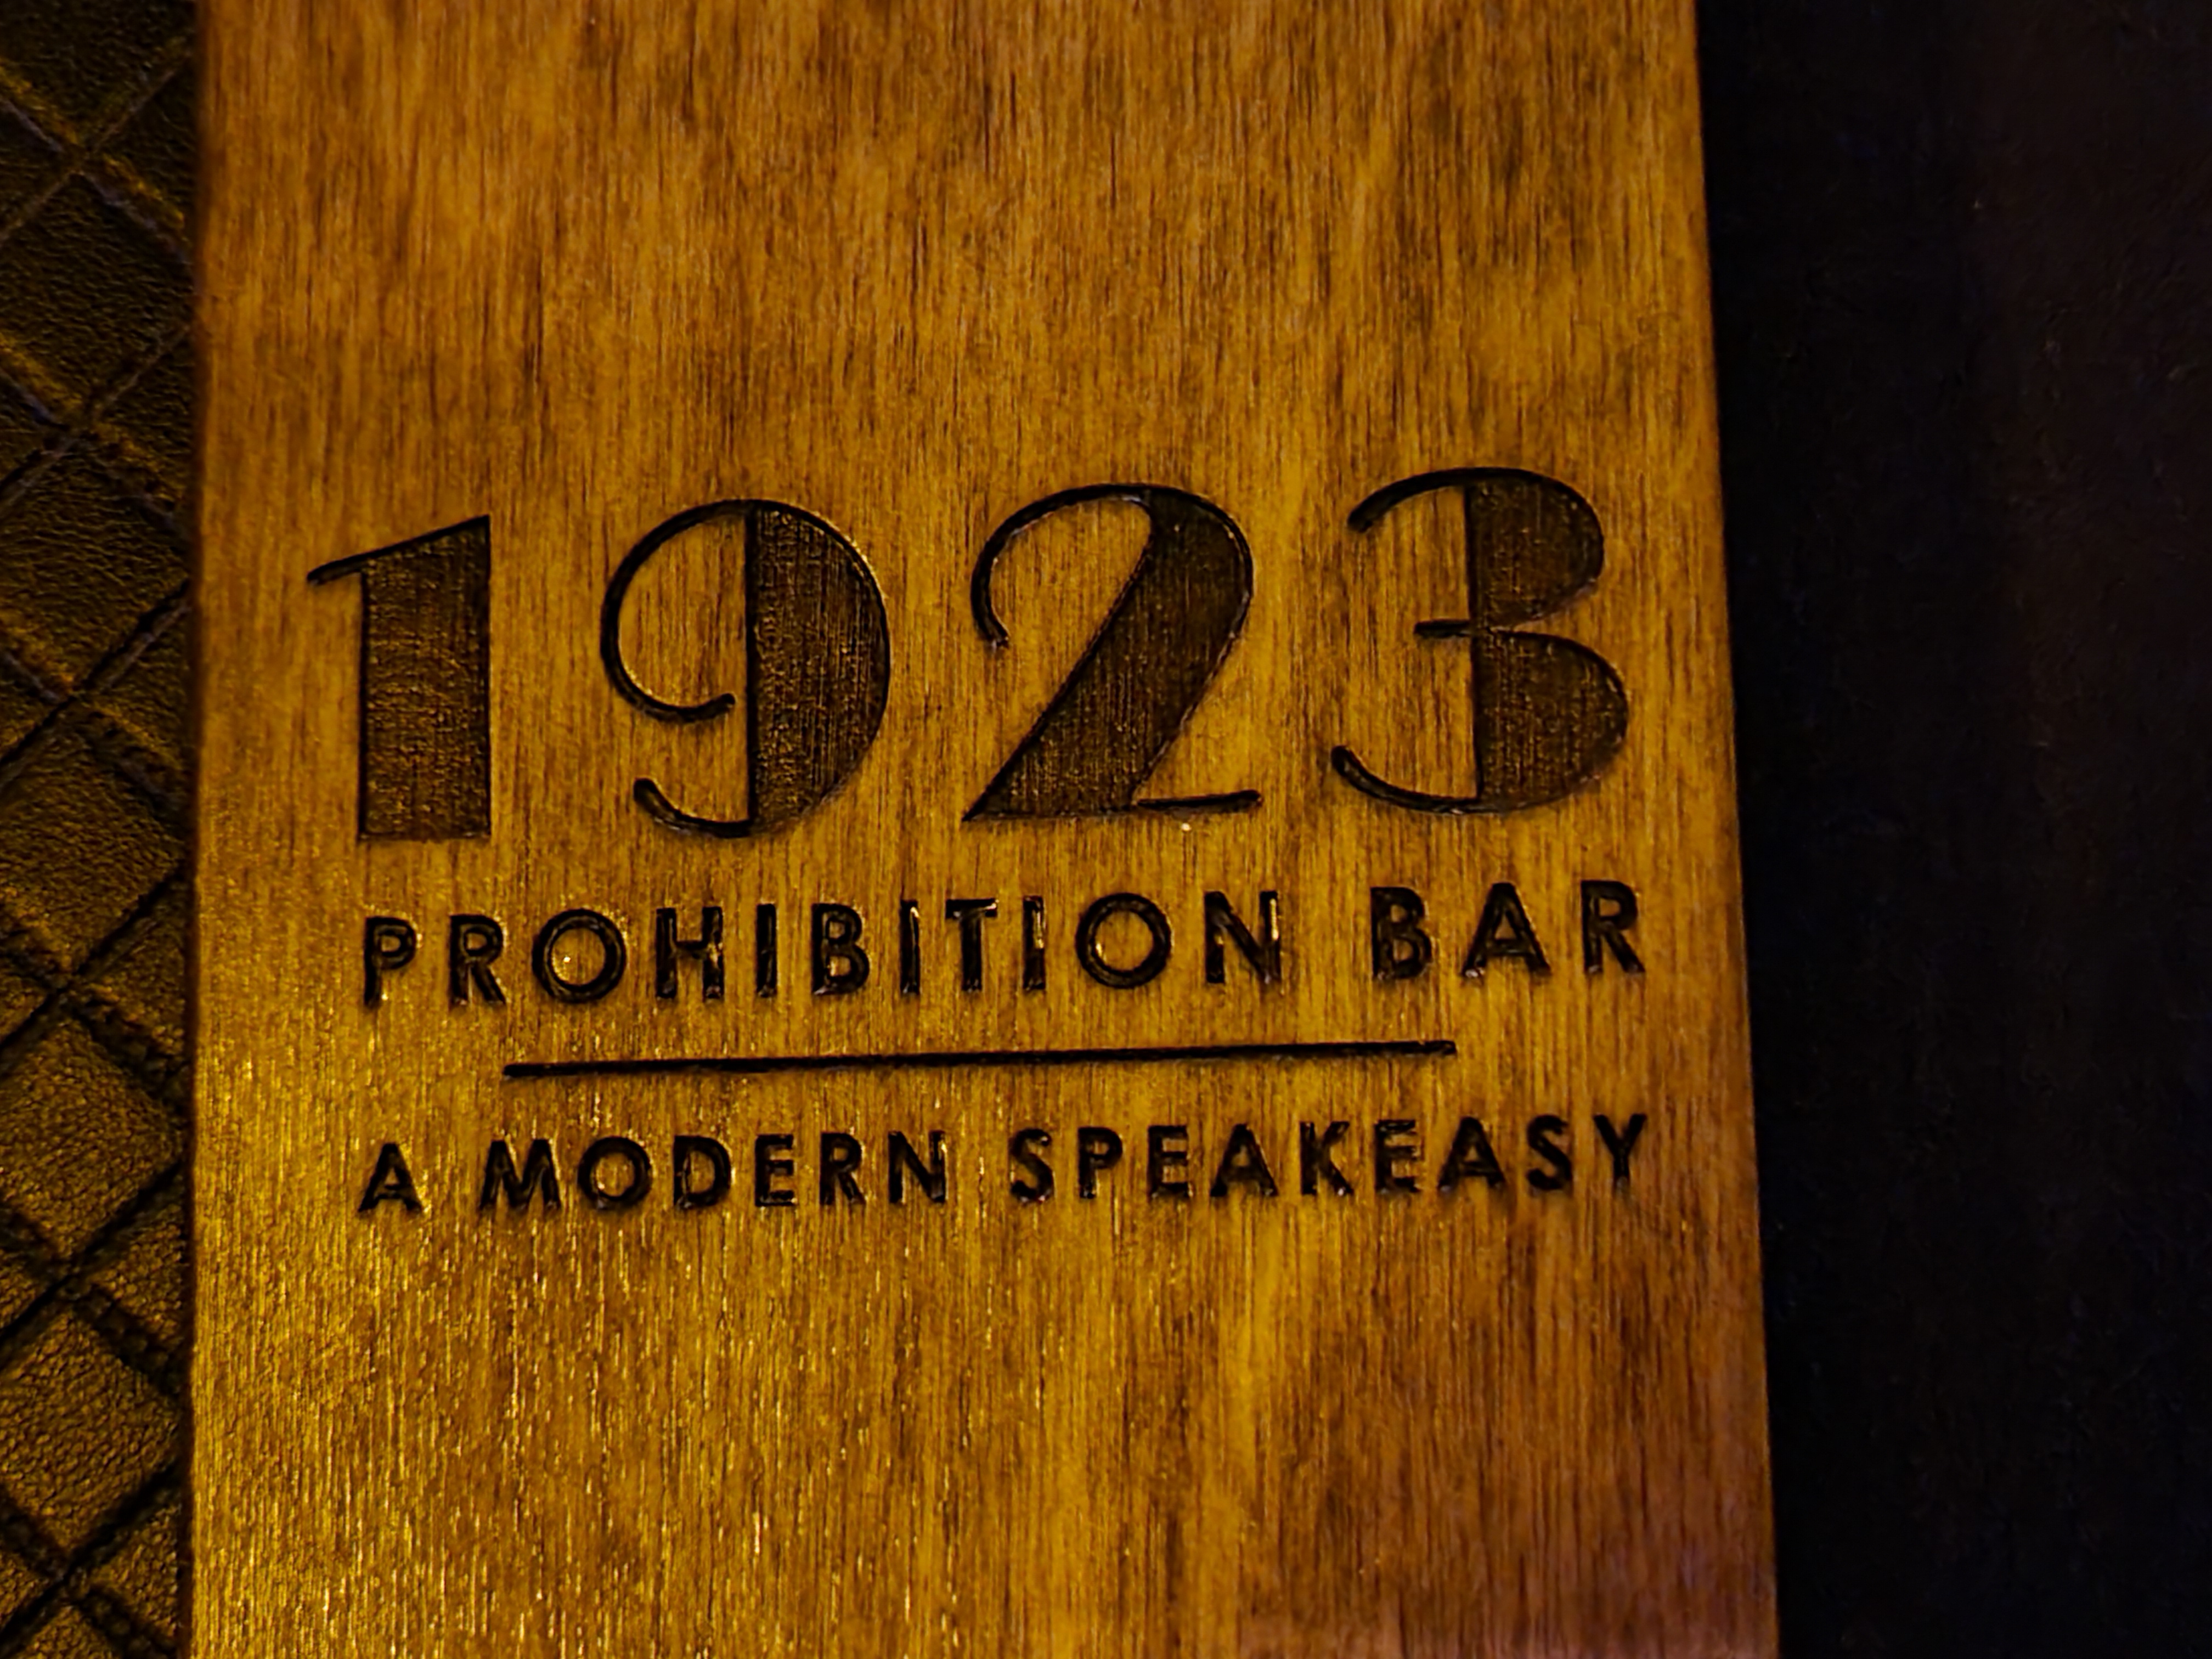 1923
PROHIBITION BAR
A MODERN SPEAKEASY